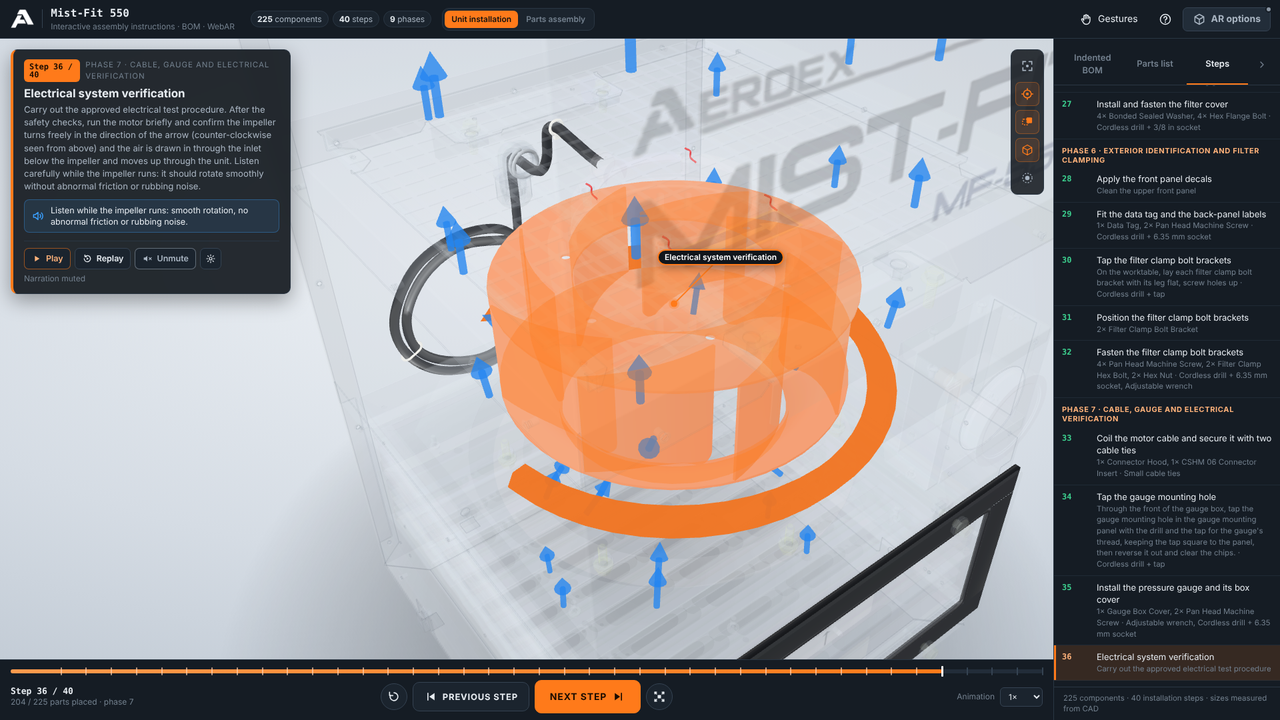 Mist-Fit 550
Interactive assembly instructions · BOM · WebAR
225 components
40 steps
9 phases
Unit installation
Parts assembly
Gestures
AR options
Step 36 / 40
PHASE 7 · CABLE, GAUGE AND ELECTRICAL VERIFICATION
Electrical system verification
Carry out the approved electrical test procedure. After the
safety checks, run the motor briefly and confirm the impeller
turns freely in the direction of the arrow (counter-clockwise
seen from above) and the air is drawn in through the inlet
below the impeller and moves up through the unit. Listen
carefully while the impeller runs: it should rotate smoothly
without abnormal friction or rubbing noise.
Listen while the impeller runs: smooth rotation, no
abnormal friction or rubbing noise.
Play
Replay
Unmute
Narration muted
AEROEX
MIST-F
MF-
Electrical system verification
Indented BOM
Parts list
Steps
27
Install and fasten the filter cover
4× Bonded Sealed Washer, 4× Hex Flange Bolt ·
Cordless drill + 3/8 in socket
PHASE 6 · EXTERIOR IDENTIFICATION AND FILTER
CLAMPING
28
Apply the front panel decals
Clean the upper front panel
29
Fit the data tag and the back-panel labels
1× Data Tag, 2× Pan Head Machine Screw ·
Cordless drill + 6.35 mm socket
30
Tap the filter clamp bolt brackets
On the worktable, lay each filter clamp bolt
bracket with its leg flat, screw holes up ·
Cordless drill + tap
31
Position the filter clamp bolt brackets
2× Filter Clamp Bolt Bracket
32
Fasten the filter clamp bolt brackets
4× Pan Head Machine Screw, 2× Filter Clamp
Hex Bolt, 2× Hex Nut · Cordless drill + 6.35 mm
socket, Adjustable wrench
PHASE 7 · CABLE, GAUGE AND ELECTRICAL
VERIFICATION
33
Coil the motor cable and secure it with two
cable ties
1× Connector Hood, 1× CSHM 06 Connector
Insert · Small cable ties
34
Tap the gauge mounting hole
Through the front of the gauge box, tap the
gauge mounting hole in the gauge mounting
panel with the drill and the tap for the gauge's
thread, keeping the tap square to the panel,
then reverse it out and clear the chips. ·
Cordless drill + tap
35
Install the pressure gauge and its box
cover
1× Gauge Box Cover, 2× Pan Head Machine
Screw · Adjustable wrench, Cordless drill + 6.35
mm socket
36
Electrical system verification
Carry out the approved electrical test procedure
225 components · 40 installation steps · sizes measured
from CAD
Step 36 / 40
204 / 225 parts placed · phase 7
PREVIOUS STEP
NEXT STEP
Animation
1×